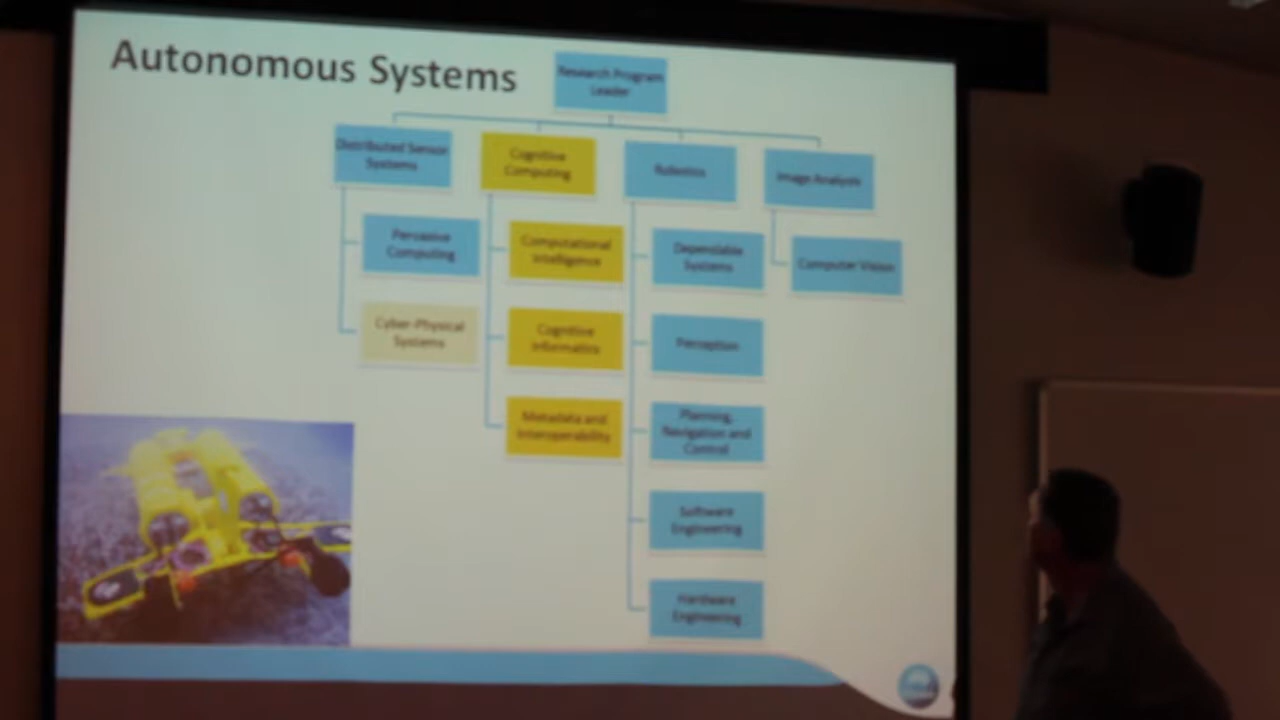 Autonomous Systems
Research Program
Leader
Distributed Sensor
Systems
Cognitive
Computing
Robotics
Image Analysis
Pervasive
Computing
Computational
Intelligence
Dependable
Systems
Computer Vision
Cyber-Physical
Systems
Cognitive
Informatics
Perception
Metadata and
Interoperability
Planning,
Navigation and
Control
Software
Engineering
Hardware
Engineering